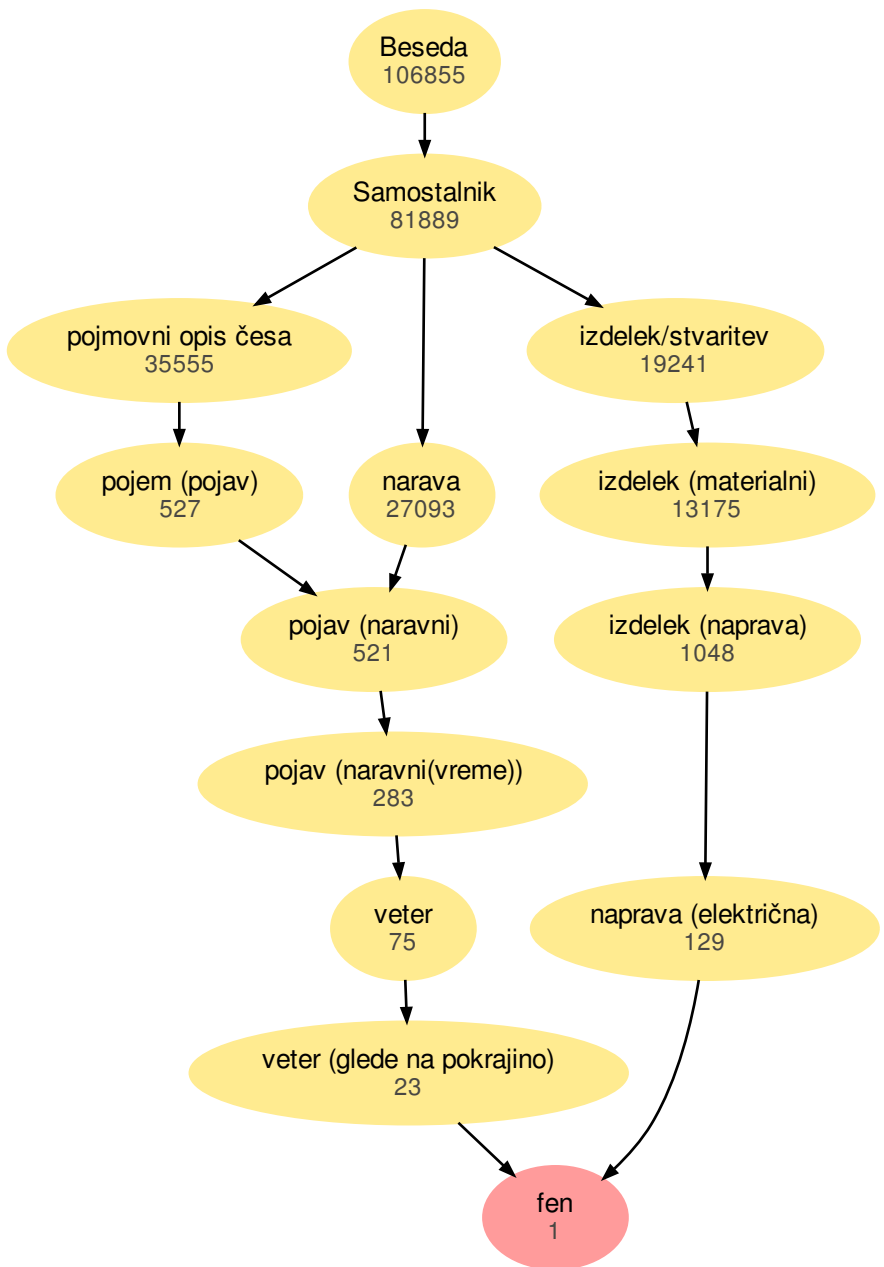 Beseda
106855
Samostalnik
81889
pojmovni opis česa
35555
izdelek/stvaritev
19241
pojem (pojav)
527
narava
27093
izdelek (materialni)
13175
pojav (naravni)
521
izdelek (naprava)
1048
pojav (naravni(vreme))
283
veter
75
naprava (eléktrična)
129
veter (glede na pokrajino)
23
fen
1